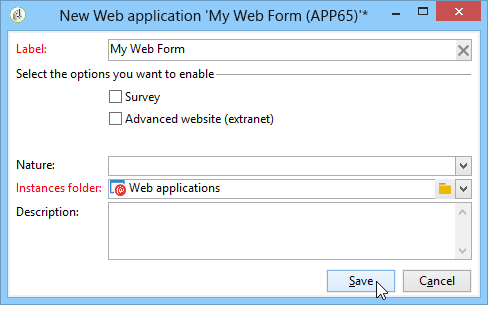 New Web application 'My Web Form (APP65)'*
Label: My Web Form
Select the options you want to enable
Survey
Advanced website (extranet)
Nature:
Instances folder: Web applications
Description:
Save Cancel